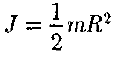 J = \frac{1}{2} m R^2